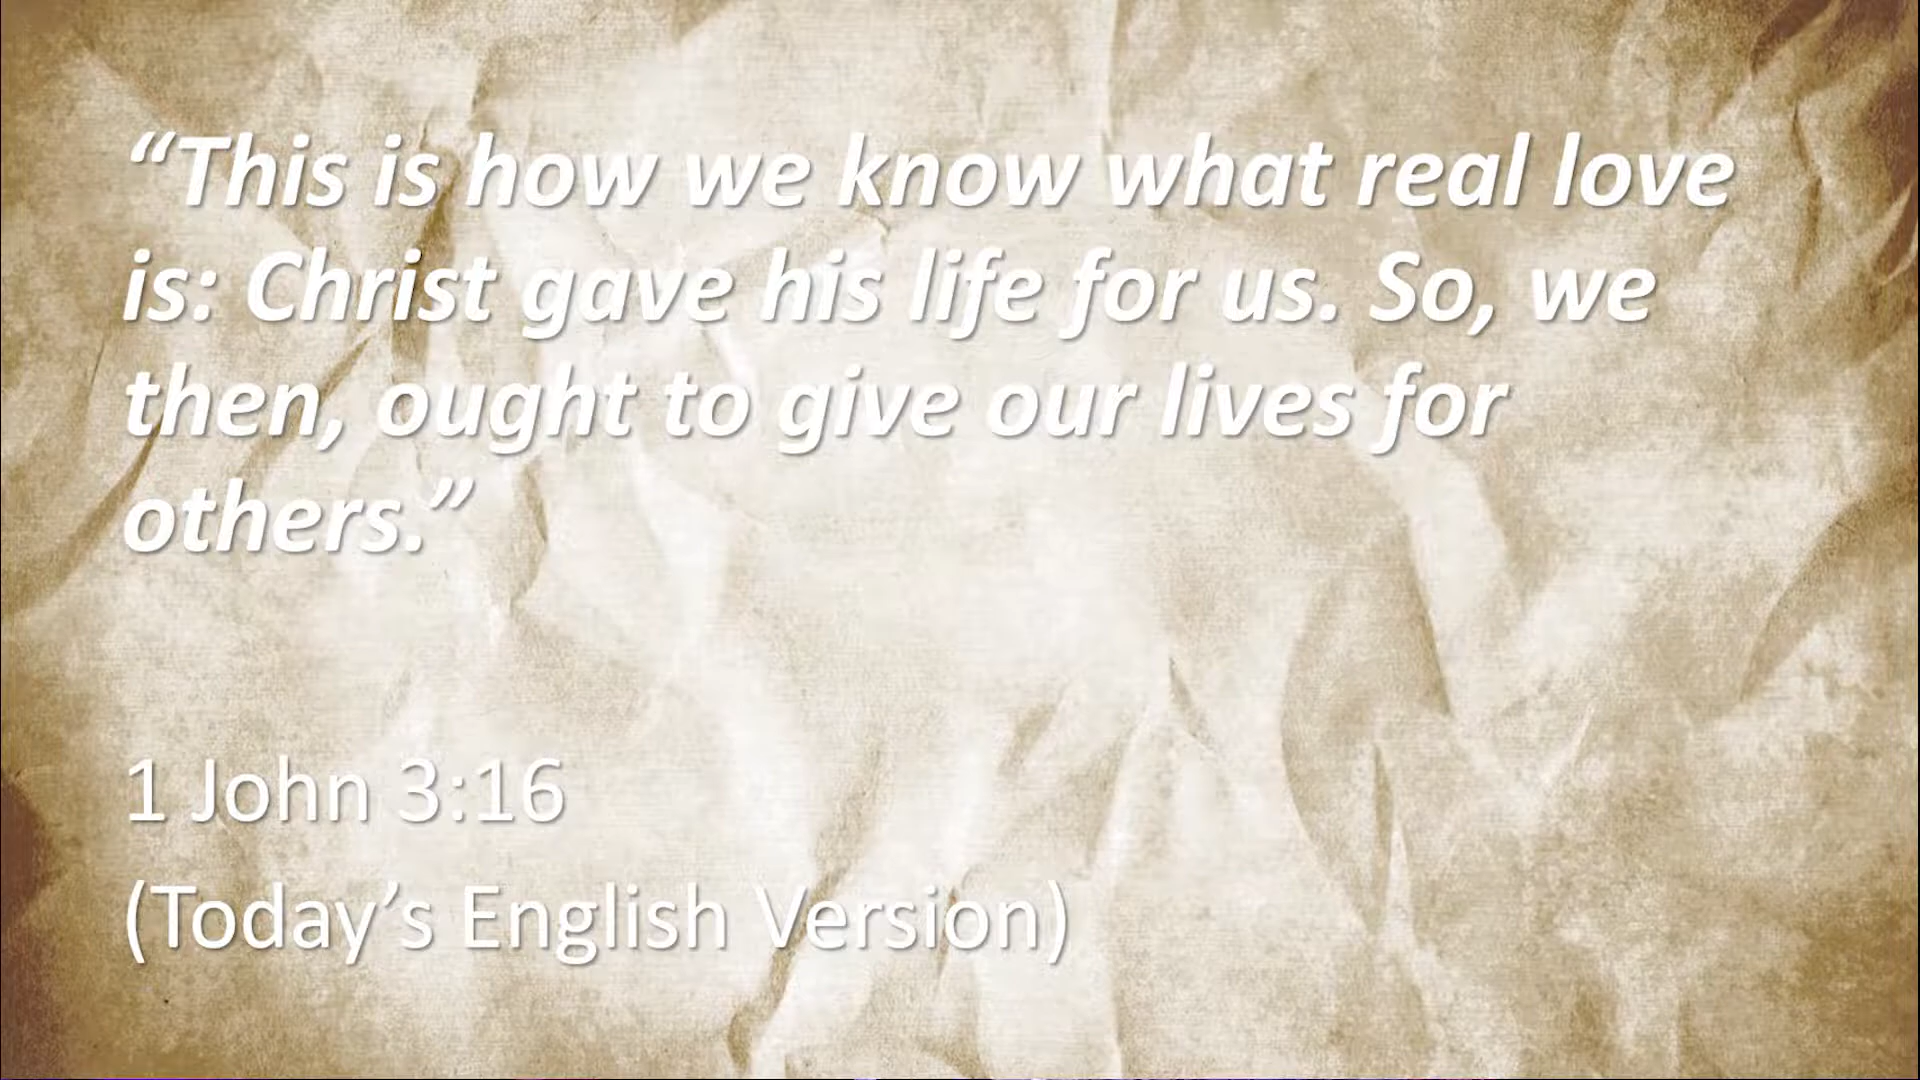 “This is how we know what real love
is: Christ gave his life for us. So, we
then, ought to give our lives for
others.”
1 John 3:16
(Today’s English Version)